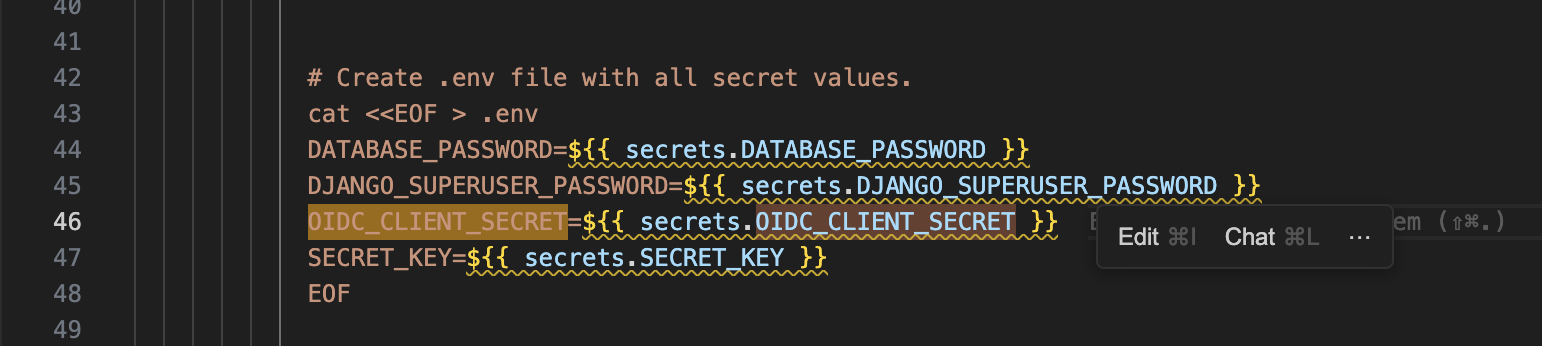 40
41
42 # Create .env file with all secret values.
43 cat <<EOF > .env
44 DATABASE_PASSWORD=${{ secrets.DATABASE_PASSWORD }}
45 DJANGO_SUPERUSER_PASSWORD=${{ secrets.DJANGO_SUPERUSER_PASSWORD }}
46 OIDC_CLIENT_SECRET=${{ secrets.OIDC_CLIENT_SECRET }} em (⇧⌘.)
Edit ⌘I Chat ⌘L ···
47 SECRET_KEY=${{ secrets.SECRET_KEY }}
48 EOF
49